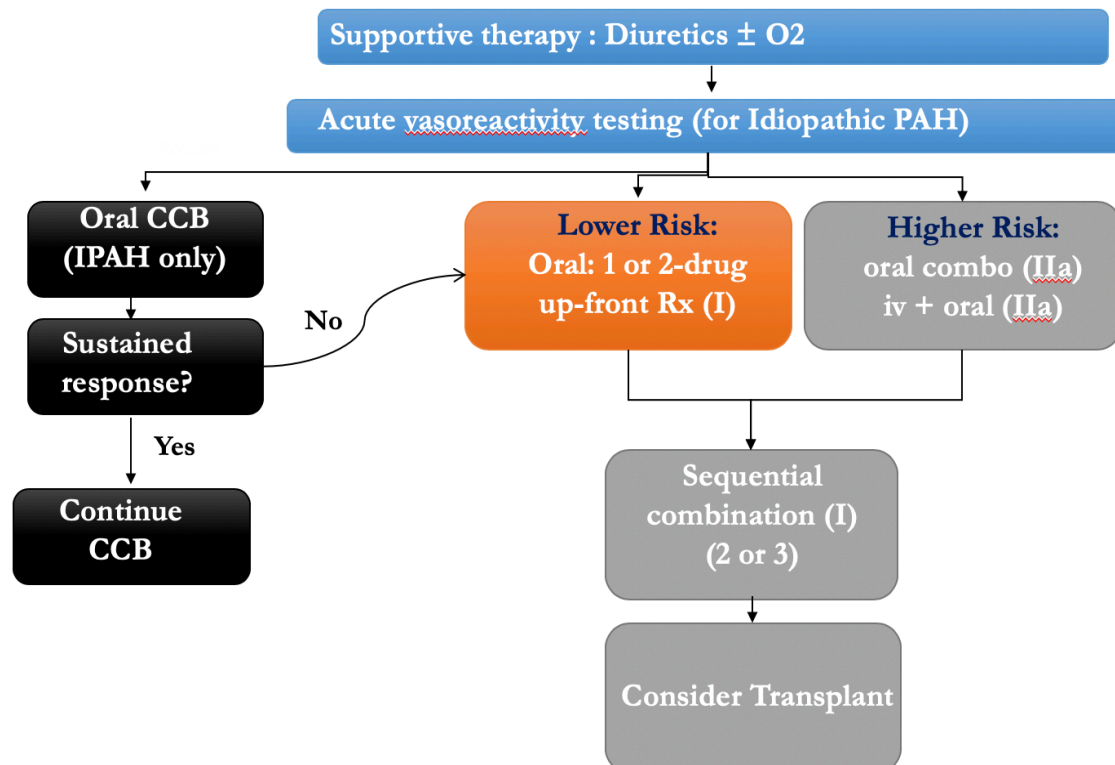 Supportive therapy : Diuretics ± O2
Acute vasoreactivity testing (for Idiopathic PAH)
Oral CCB
(IPAH only)
Lower Risk:
Oral: 1 or 2-drug
up-front Rx (I)
Higher Risk:
oral combo (IIa)
iv + oral (IIa)
No
Sustained
response?
Yes
Continue
CCB
Sequential
combination (I)
(2 or 3)
Consider Transplant